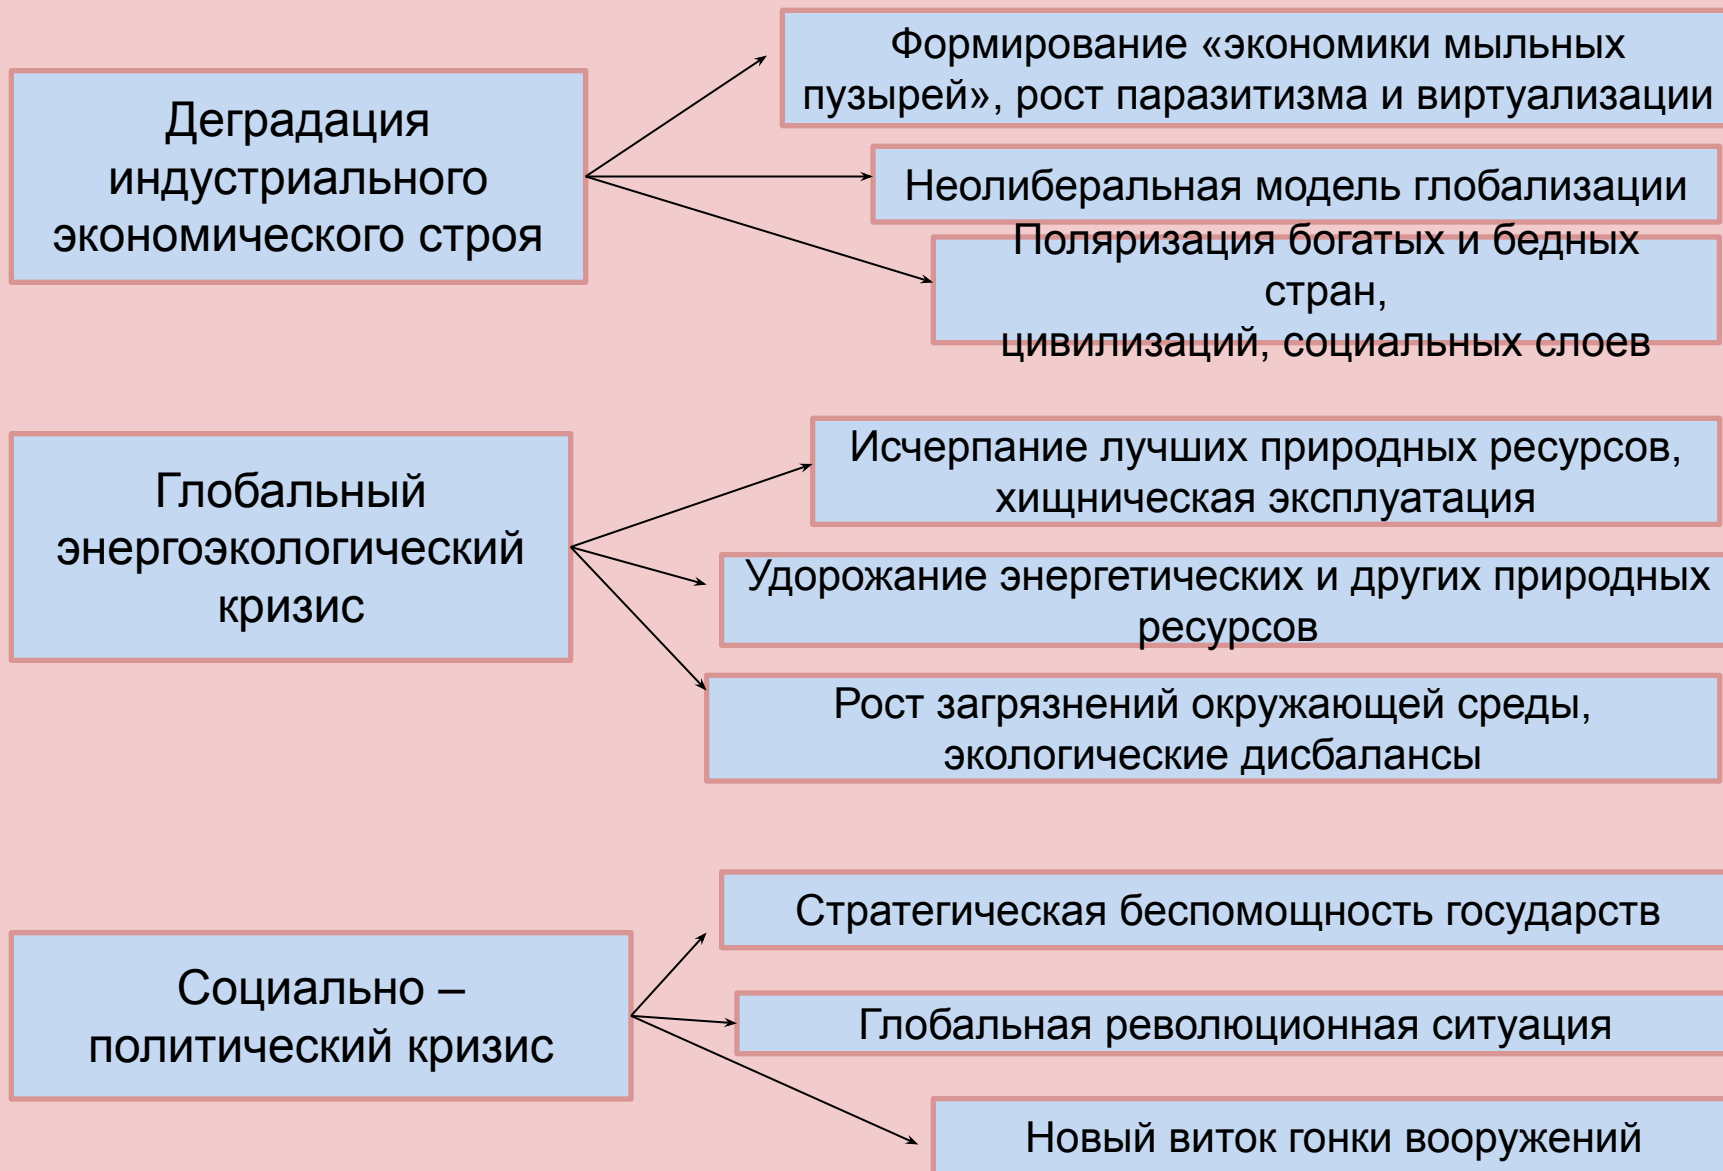 Деградация
индустриального
экономического строя
Формирование «экономики мыльных
пузырей», рост паразитизма и виртуализации
Неолиберальная модель глобализации
Поляризация богатых и бедных
стран,
цивилизаций, социальных слоев
Глобальный
энергоэкологический
кризис
Исчерпание лучших природных ресурсов,
хищническая эксплуатация
Удорожание энергетических и других природных
ресурсов
Рост загрязнений окружающей среды,
экологические дисбалансы
Социально –
политический кризис
Стратегическая беспомощность государств
Глобальная революционная ситуация
Новый виток гонки вооружений